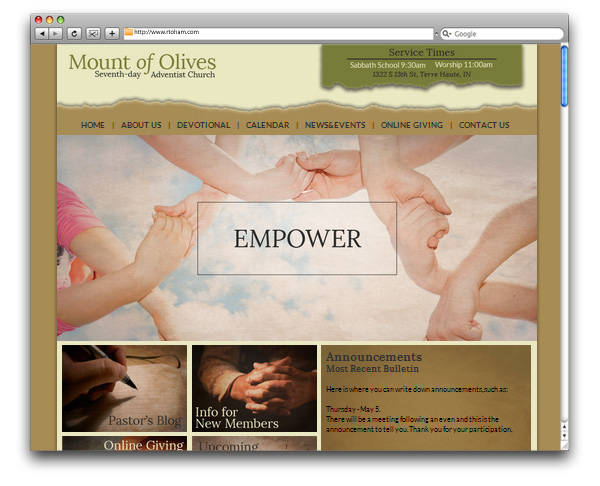 http://www.rtoham.com
Google
Mount of Olives
Seventh-day Adventist Church
Service Times
Sabbath School 9:30am Worship 11:00am
1322 S 13th St, Terre Haute, IN
HOME | ABOUT US | DEVOTIONAL | CALENDAR | NEWS&EVENTS | ONLINE GIVING | CONTACT US
EMPOWER
Pastor's Blog
Info for
New Members
Announcements
Most Recent Bulletin
Here is where you can write down announcements, such as:
Thursday - May 5.
There will be a meeting following an even and this is the
announcement to tell you. Thank you for your participation.
Online Giving
Upcoming